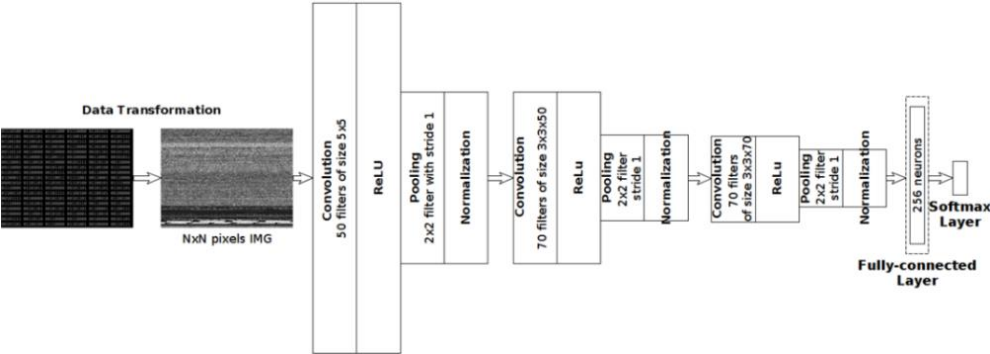 Data Transformation
NxN pixels IMG
Convolution
50 filters of size 5x5
ReLU
Pooling
2x2 filter with stride 1
Normalization
Convolution
70 filters of size 3x3x50
ReLu
Pooling
2x2 filter
stride 1
Normalization
Convolution
70 filters
of size 3x3x70
ReLu
Pooling
2x2 filter
stride 1
Normalization
256 neurons
Fully-connected
Layer
Softmax
Layer